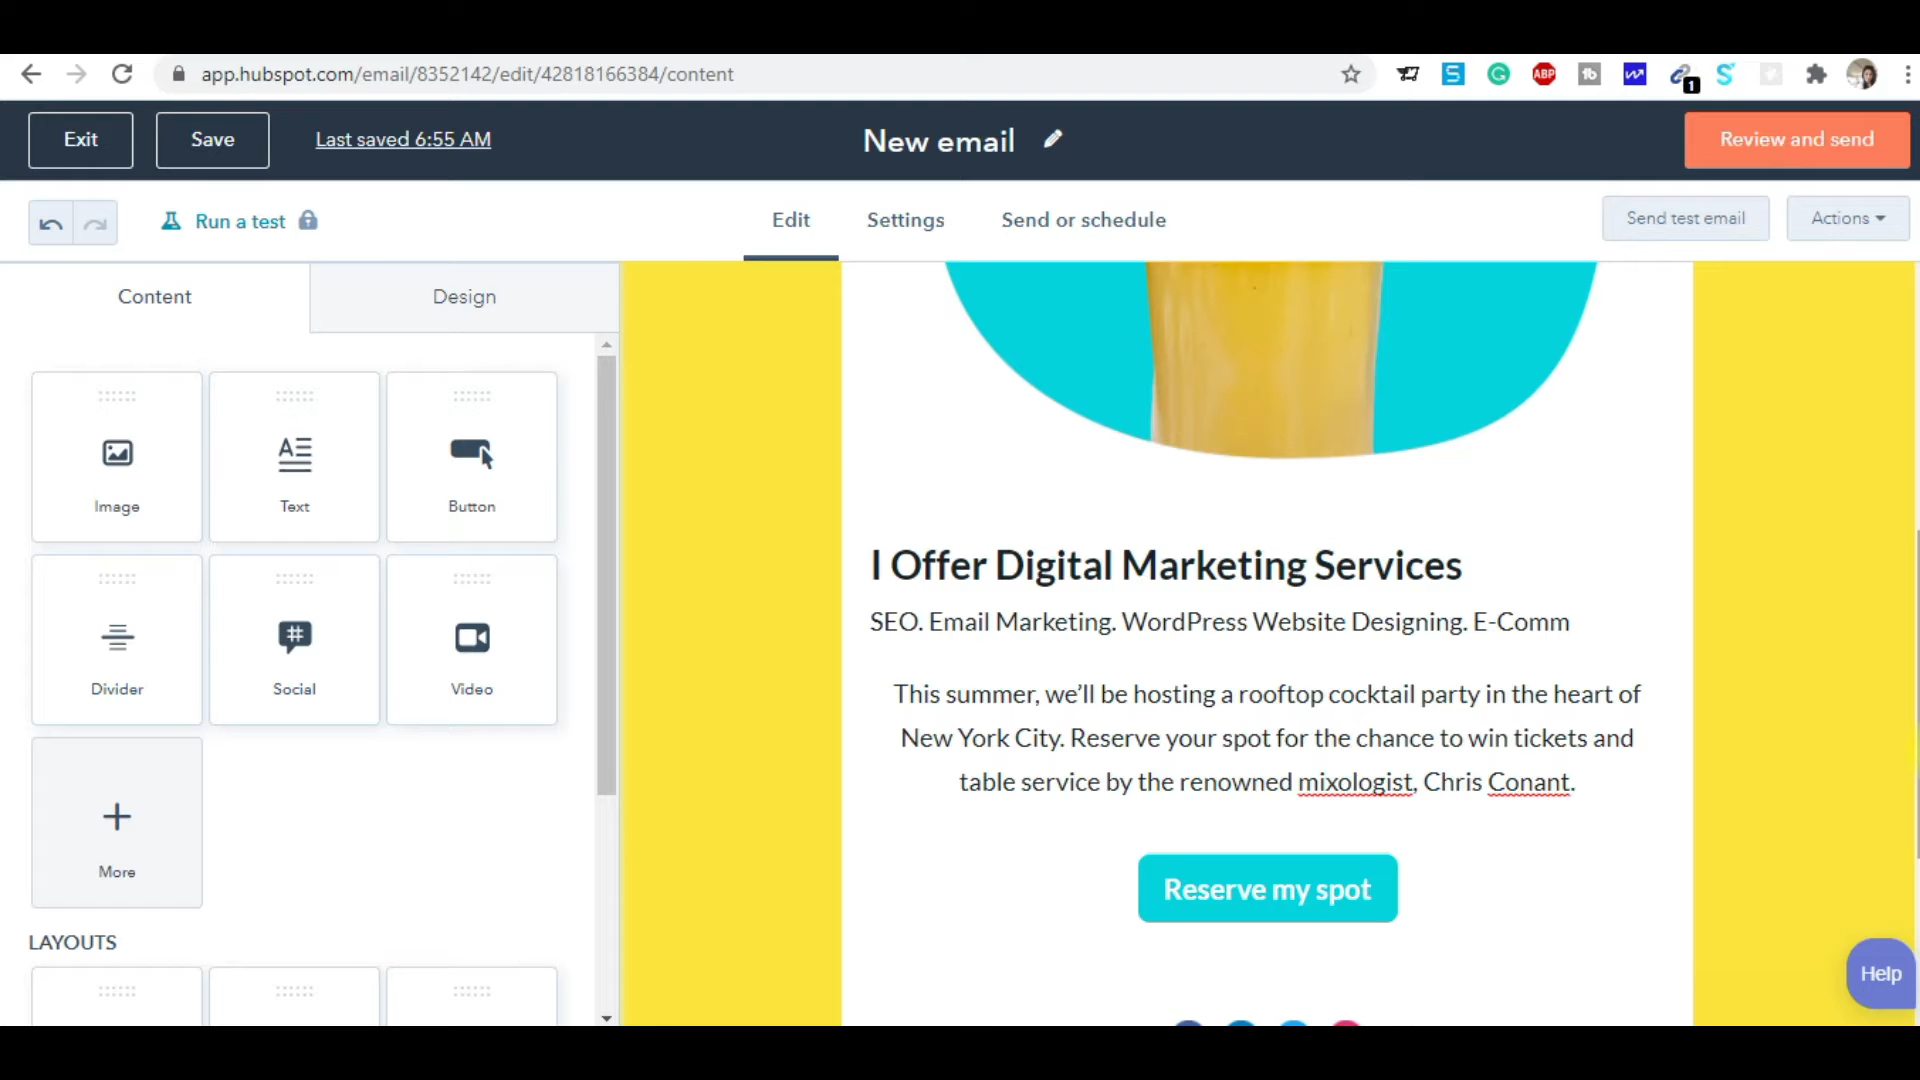 app.hubspot.com/email/8352142/edit/42818166384/content
ABP
1
Exit
Save
Last saved 6:55 AM
New email
Review and send
Run a test
Edit
Settings
Send or schedule
Send test email
Actions
Content
Design
Image
Text
Button
Divider
Social
Video
More
LAYOUTS
I Offer Digital Marketing Services
SEO. Email Marketing. WordPress Website Designing. E-Comm
This summer, we’ll be hosting a rooftop cocktail party in the heart of
New York City. Reserve your spot for the chance to win tickets and
table service by the renowned mixologist, Chris Conant.
Reserve my spot
Help